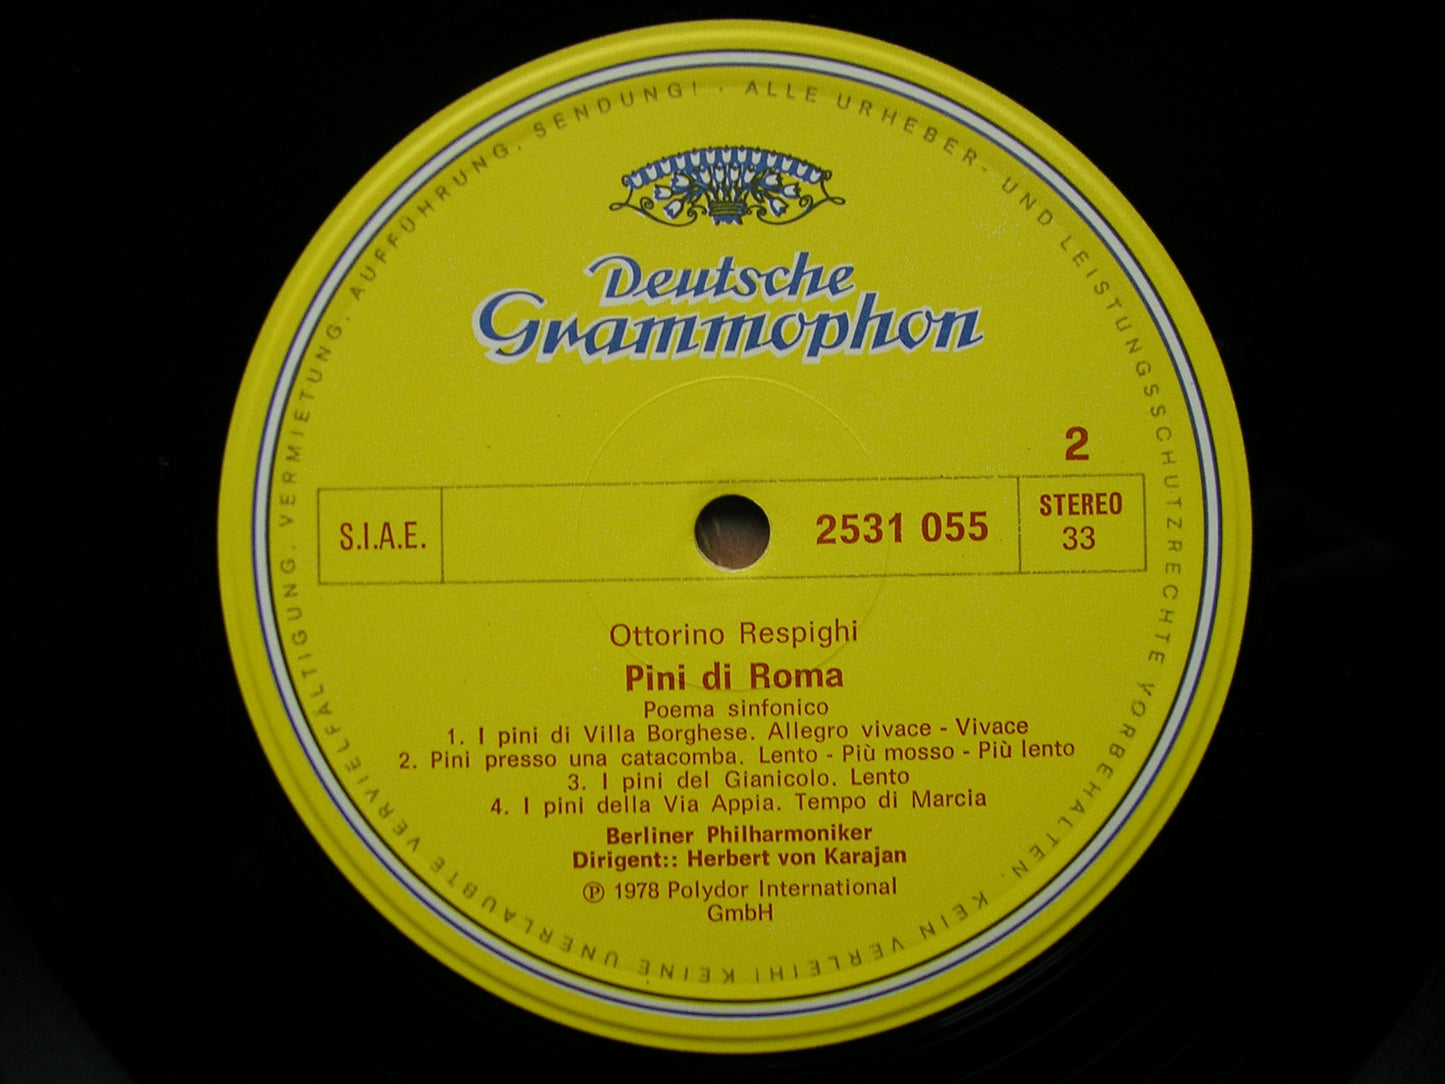 ALLE URHEBER- UND LEISTUNGSSCHUTZRECHTE VORBEHALTEN. KEIN VERLEIH! KEINE UNERLAUBTE VERVIELFÄLTIGUNG, VERMIETUNG, AUFFÜHRUNG, SENDUNG! ·
Deutsche
Grammophon
2
S.I.A.E.
2531 055
STEREO
33
Ottorino Respighi
Pini di Roma
Poema sinfonico
1. I pini di Villa Borghese. Allegro vivace - Vivace
2. Pini presso una catacomba. Lento - Più mosso - Più lento
3. I pini del Gianicolo. Lento
4. I pini della Via Appia. Tempo di Marcia
Berliner Philharmoniker
Dirigent:: Herbert von Karajan
℗ 1978 Polydor International
GmbH